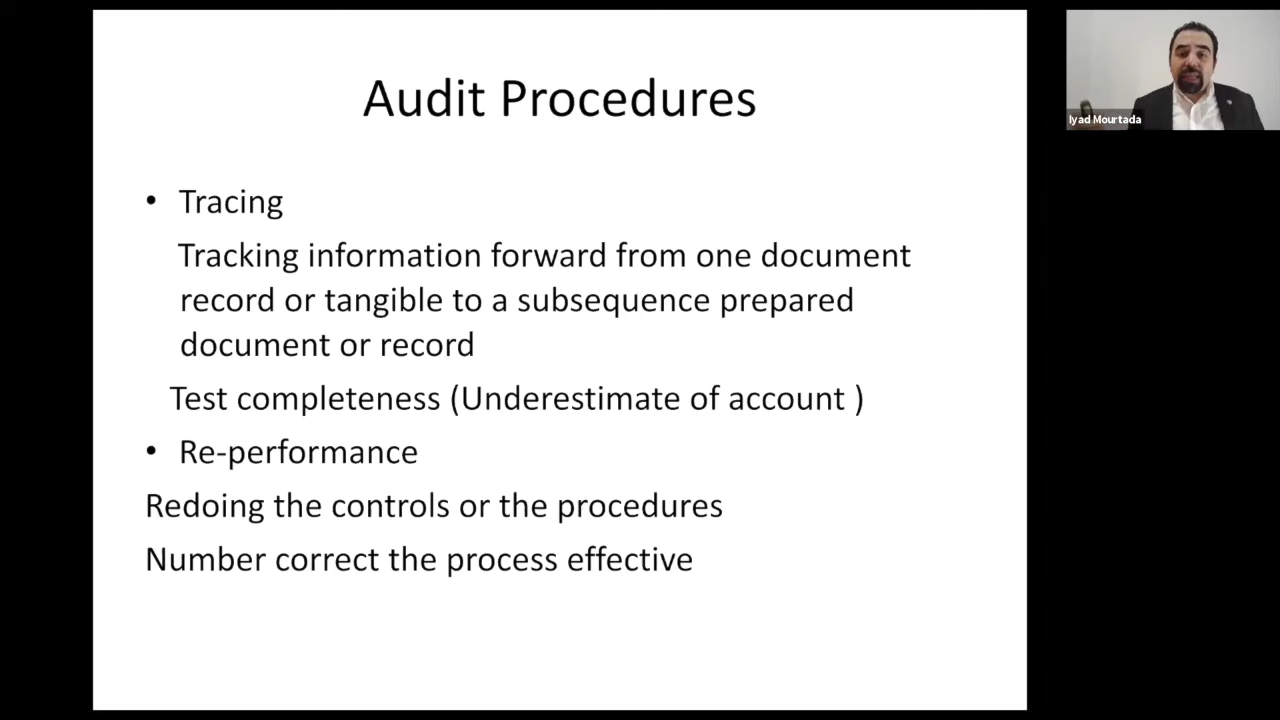 Audit Procedures
• Tracing
Tracking information forward from one document
record or tangible to a subsequence prepared
document or record
Test completeness (Underestimate of account )
• Re-performance
Redoing the controls or the procedures
Number correct the process effective
Iyad Mourtada